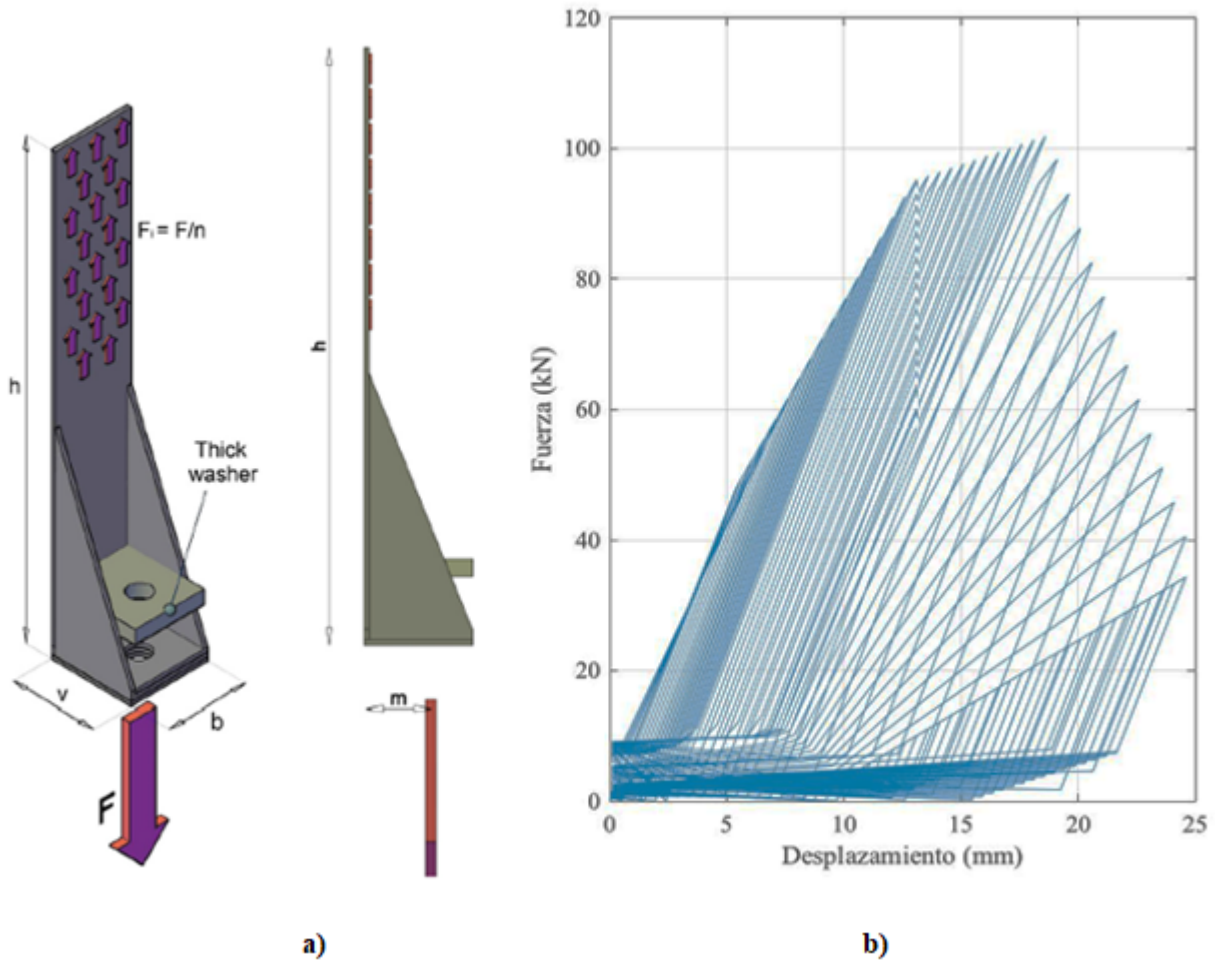 h
Fᵢ = F/n
Thick
washer
v
b
F
h
m
a)
120
100
80
60
40
20
0
Fuerza (kN)
0 5 10 15 20 25
Desplazamiento (mm)
b)